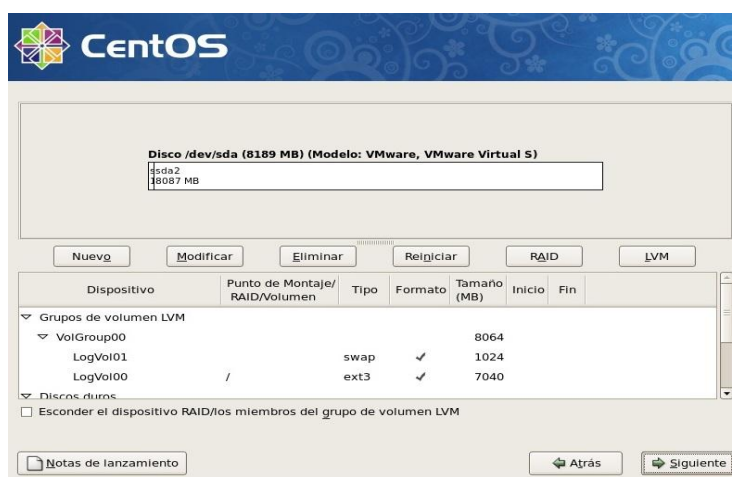 CentOS
Disco /dev/sda (8189 MB) (Modelo: VMware, VMware Virtual S)
sda2
8087 MB
Nuevo
Modificar
Eliminar
Reiniciar
RAID
LVM
Dispositivo
Punto de Montaje/
RAID/Volumen
Tipo
Formato
Tamaño
(MB)
Inicio
Fin
Grupos de volumen LVM
VolGroup00 8064
LogVol01 swap 1024
LogVol00 / ext3 7040
Discos duros
Esconder el dispositivo RAID/los miembros del grupo de volumen LVM
Notas de lanzamiento
Atrás
Siguiente